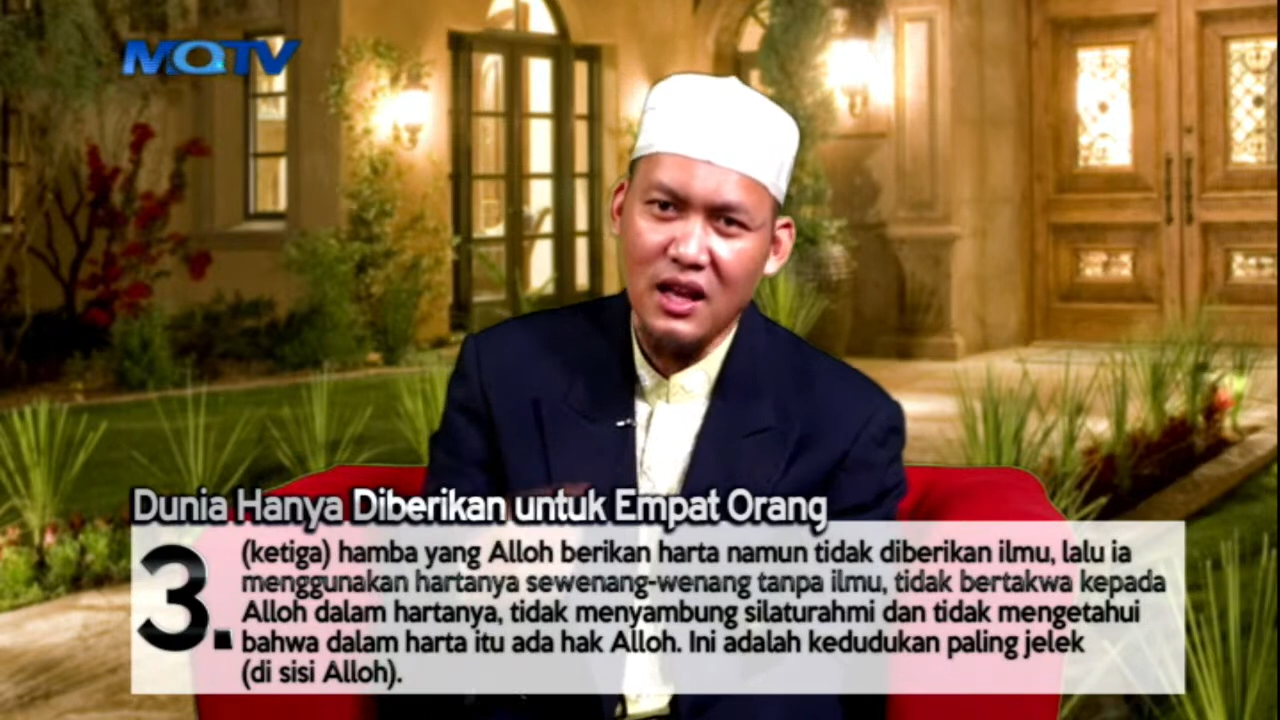 MQTV
Dunia Hanya Diberikan untuk Empat Orang
3.
(ketiga) hamba yang Alloh berikan harta namun tidak diberikan ilmu, lalu ia
menggunakan hartanya sewenang-wenang tanpa ilmu, tidak bertakwa kepada
Alloh dalam hartanya, tidak menyambung silaturahmi dan tidak mengetahui
bahwa dalam harta itu ada hak Alloh. Ini adalah kedudukan paling jelek
(di sisi Alloh).